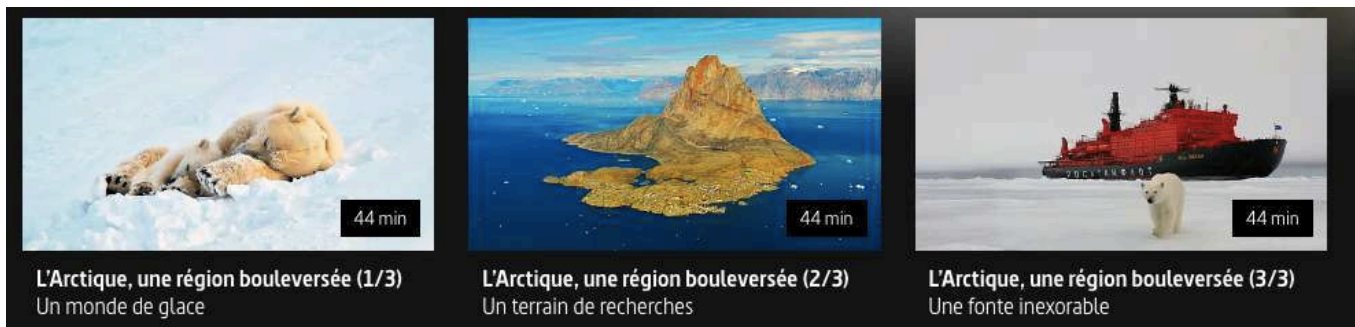 44 min
L'Arctique, une région bouleversée (1/3)
Un monde de glace
44 min
L'Arctique, une région bouleversée (2/3)
Un terrain de recherches
РОСАТОМФЛОТ
44 min
L'Arctique, une région bouleversée (3/3)
Une fonte inexorable